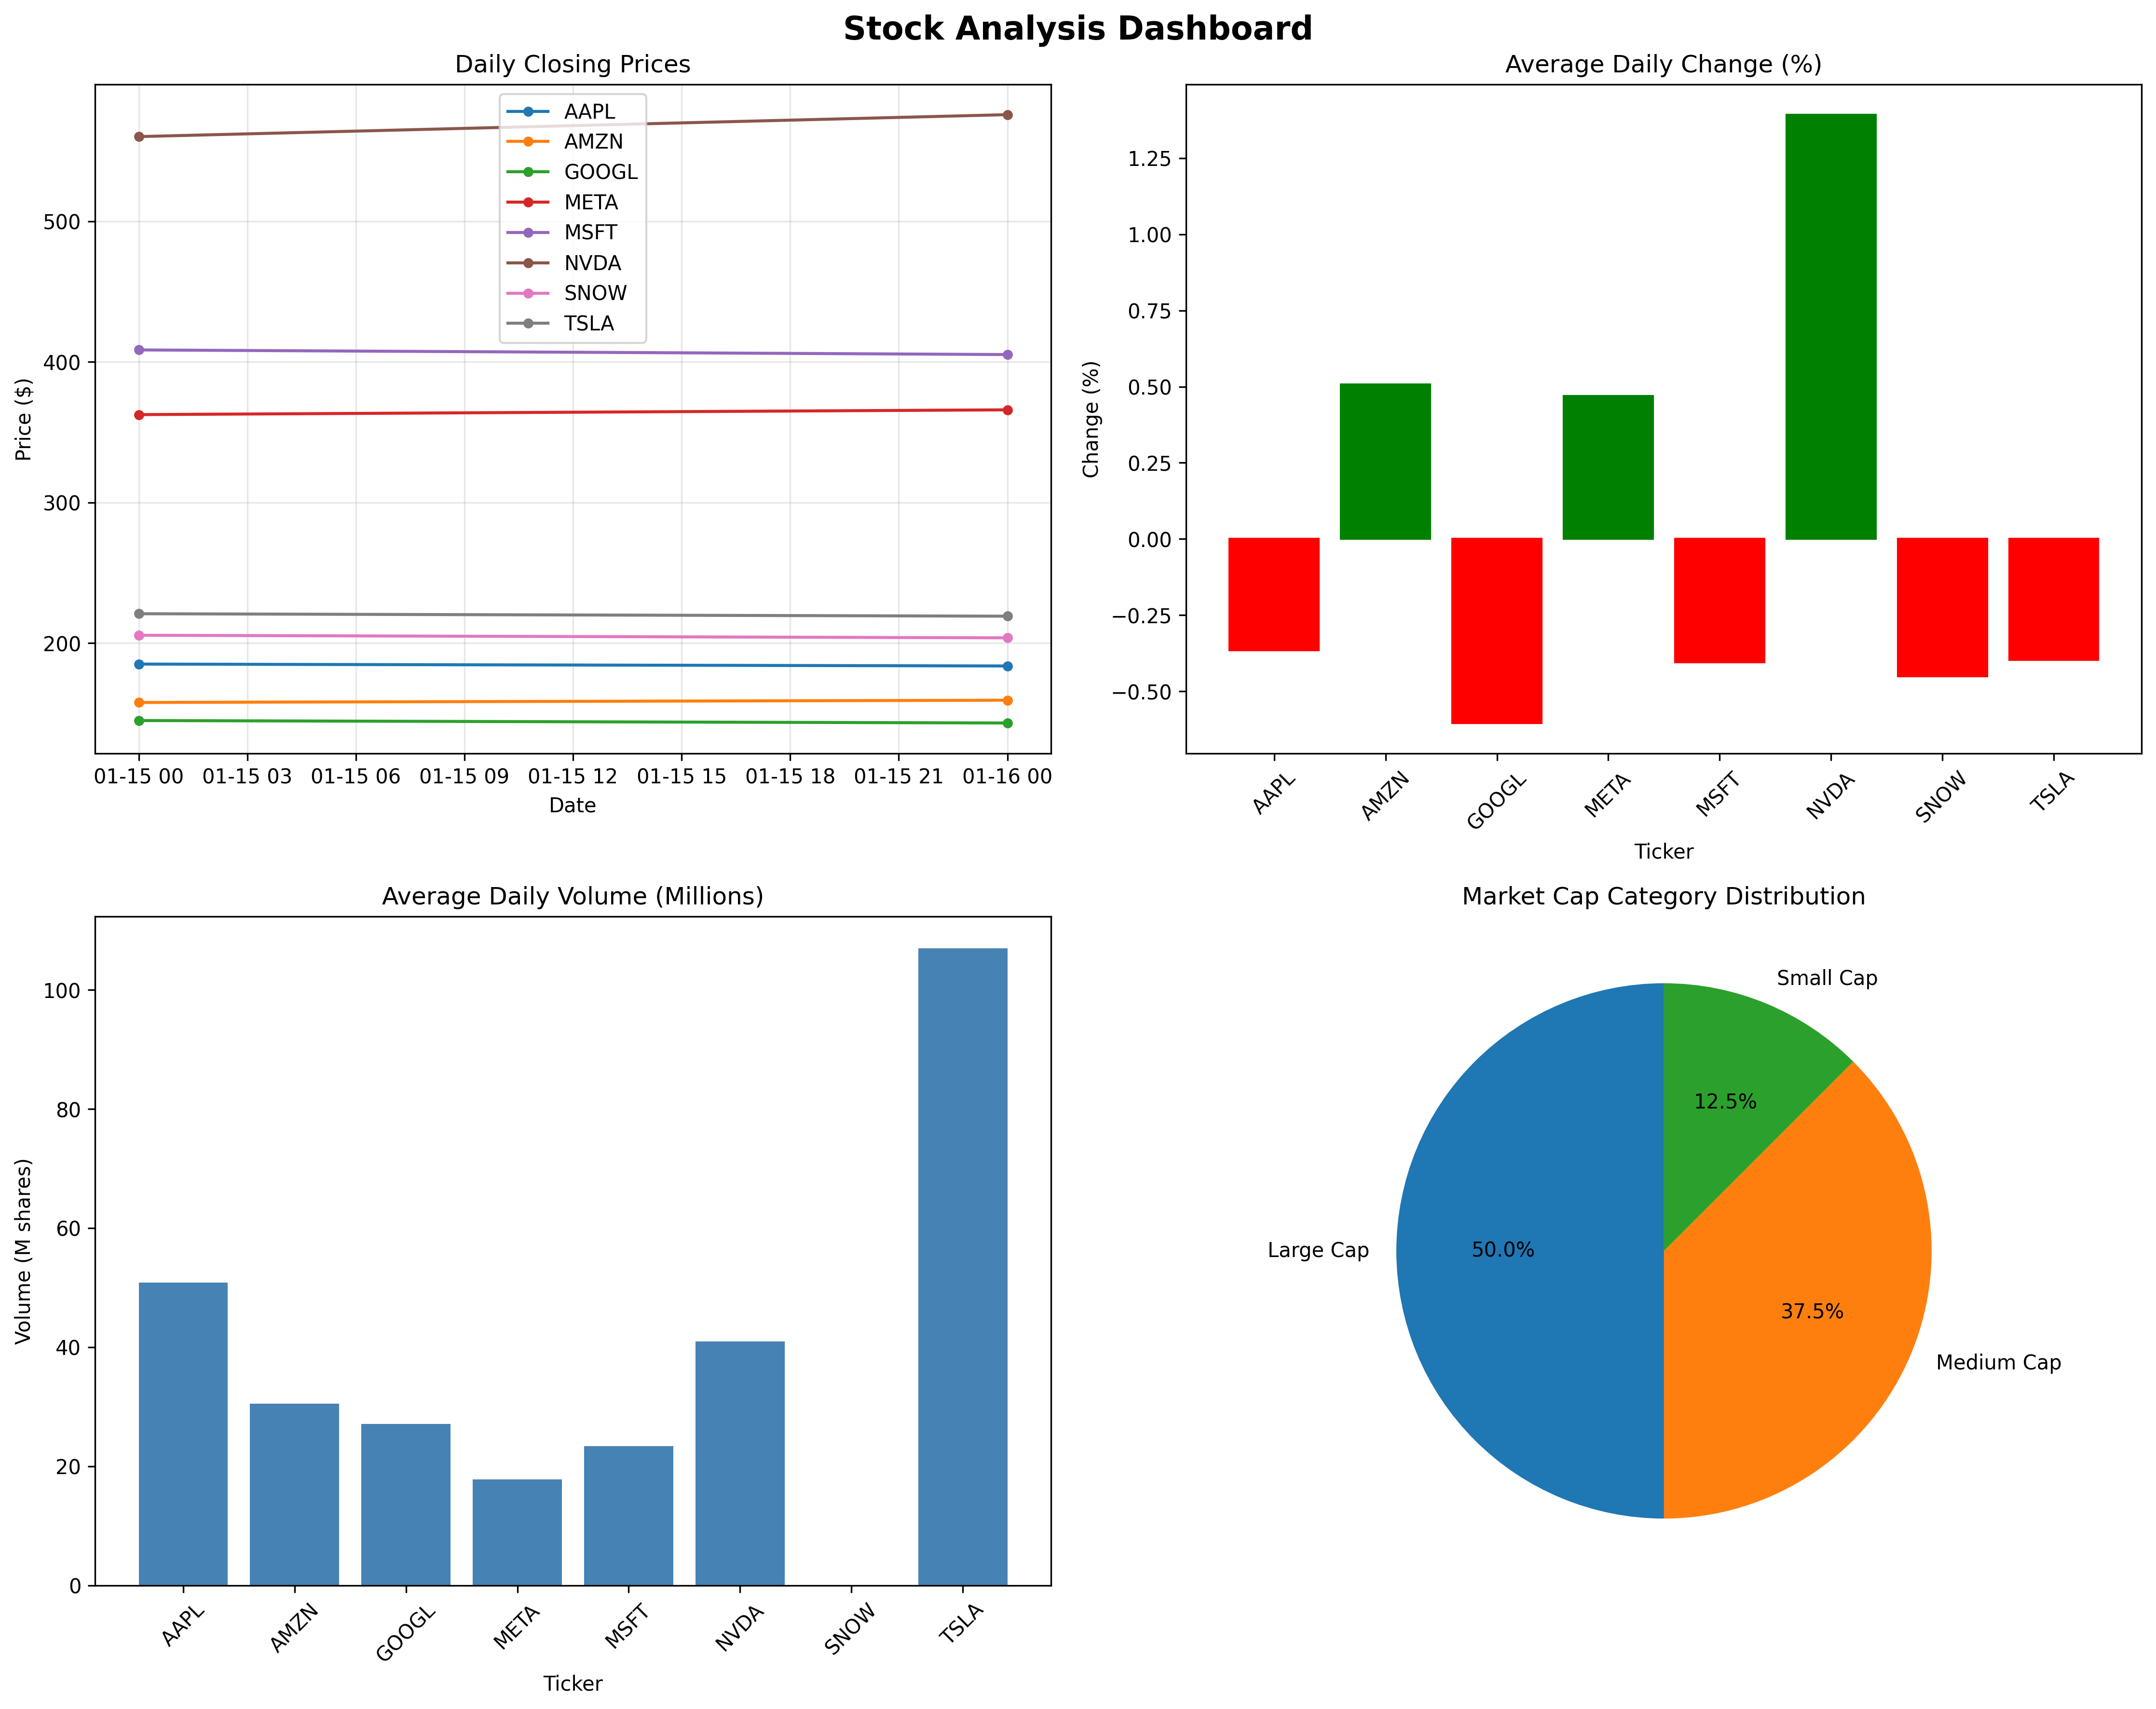 Stock Analysis Dashboard
Daily Closing Prices
Price ($)
500
400
300
200
AAPL
AMZN
GOOGL
META
MSFT
NVDA
SNOW
TSLA
01-15 00 01-15 03 01-15 06 01-15 09 01-15 12 01-15 15 01-15 18 01-15 21 01-16 00
Date
Average Daily Change (%)
Change (%)
1.25
1.00
0.75
0.50
0.25
0.00
−0.25
−0.50
AAPL AMZN GOOGL META MSFT NVDA SNOW TSLA
Ticker
Average Daily Volume (Millions)
Volume (M shares)
100
80
60
40
20
0
AAPL AMZN GOOGL META MSFT NVDA SNOW TSLA
Ticker
Market Cap Category Distribution
Small Cap
12.5%
Large Cap
50.0%
37.5%
Medium Cap